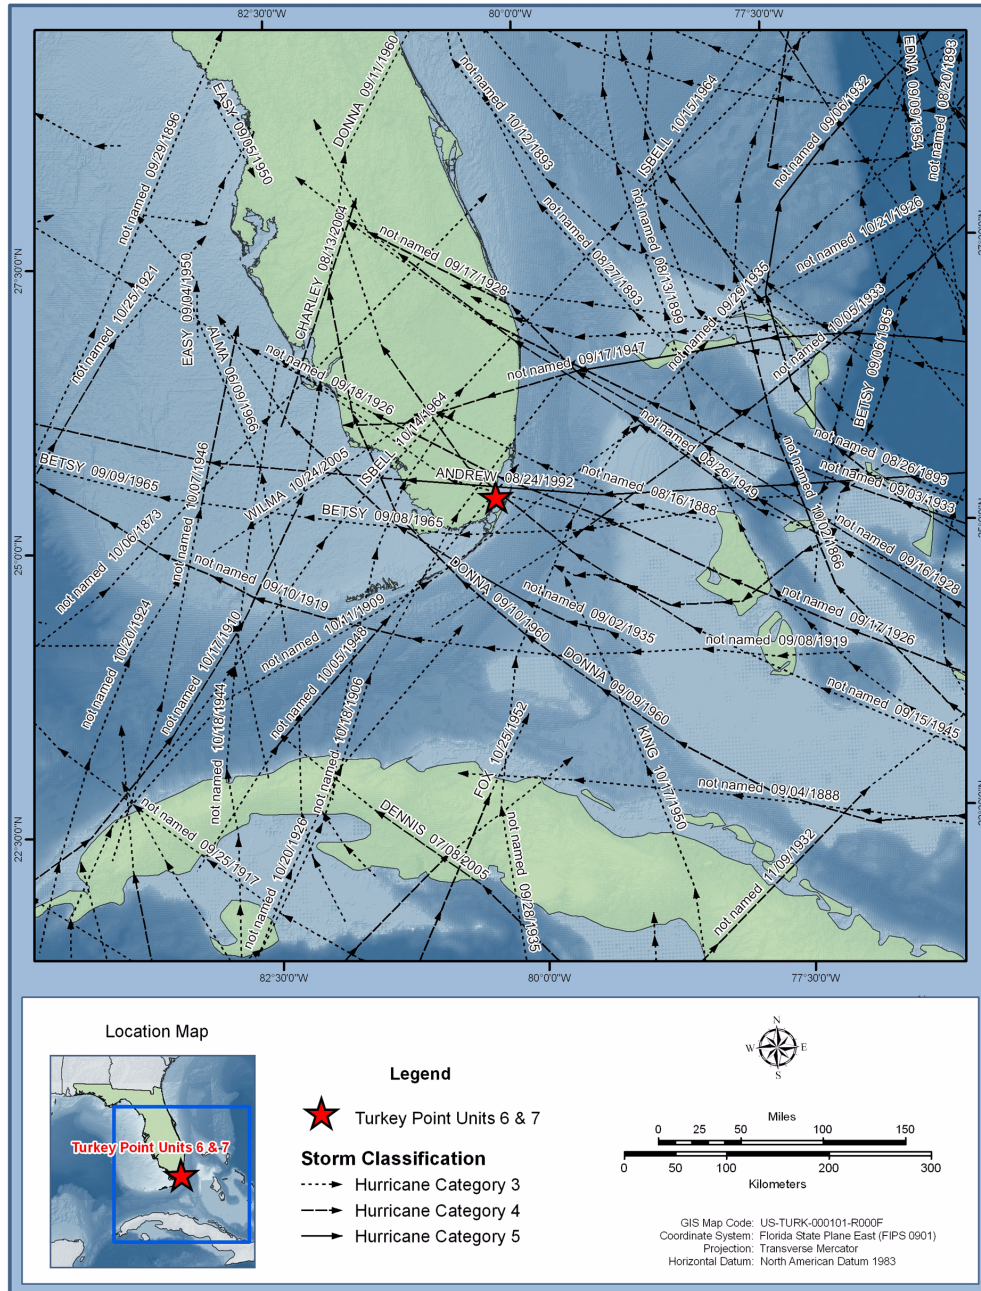 82°30'0"W
80°0'0"W
77°30'0"W
EASY 09/05/1950
DONNA 09/11/1960
not named 10/12/1893
ISBELL 10/15/1964
not named 09/06/1932
EDNA 09/09/1954
not named 08/20/1893
not named 09/29/1896
not named 10/25/1921
EASY 09/04/1950
CHARLEY 08/13/2004
not named 09/17/1928
not named 08/27/1893
not named 08/13/1899
not named 09/29/1935
not named 10/21/1926
not named 10/05/1933
BETSY 09/06/1965
27°30'0"N
27°30'0"N
ALMA 06/09/1966
not named 09/18/1926
not named 09/17/1947
ISBELL 10/14/1964
BETSY 09/09/1965
not named 10/07/1946
WILMA 10/24/2005
ANDREW 08/24/1992
BETSY 09/08/1965
not named 08/16/1888
not named 08/26/1949
not named 10/02/1866
not named 08/26/1893
not named 09/03/1933
not named 09/16/1928
25°0'0"N
25°0'0"N
not named 10/06/1873
not named 09/10/1919
not named 10/11/1909
DONNA 09/10/1960
not named 09/02/1935
not named 09/17/1926
not named 09/08/1919
not named 10/20/1924
not named 10/17/1910
not named 10/05/1948
DONNA 09/09/1960
not named 09/15/1945
not named 10/18/1944
not named 10/18/1906
FOX 10/25/1952
KING 10/17/1950
not named 09/04/1888
22°30'0"N
not named 09/25/1917
not named 10/20/1926
DENNIS 07/08/2005
not named 09/28/1935
not named 11/09/1932
82°30'0"W
80°0'0"W
77°30'0"W
Location Map
Turkey Point Units 6 & 7
Legend
Turkey Point Units 6 & 7
Storm Classification
Hurricane Category 3
Hurricane Category 4
Hurricane Category 5
N
W E
S
Miles
0 25 50 100 150
0 50 100 200 300
Kilometers
GIS Map Code: US-TURK-000101-R000F
Coordinate System: Florida State Plane East (FIPS 0901)
Projection: Transverse Mercator
Horizontal Datum: North American Datum 1983